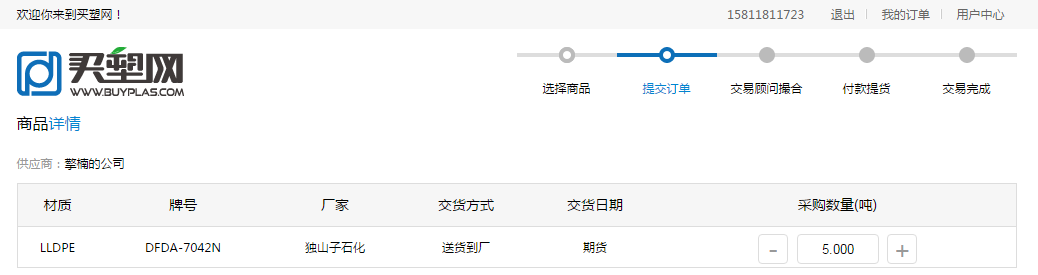 欢迎你来到买塑网！ 15811811723 退出 我的订单 用户中心
买塑网
WWW.BUYPLAS.COM
选择商品 提交订单 交易顾问撮合 付款提货 交易完成
商品详情
供应商：擎楠的公司
材质 牌号 厂家 交货方式 交货日期 采购数量(吨)
LLDPE DFDA-7042N 独山子石化 送货到厂 期货 - 5.000 +